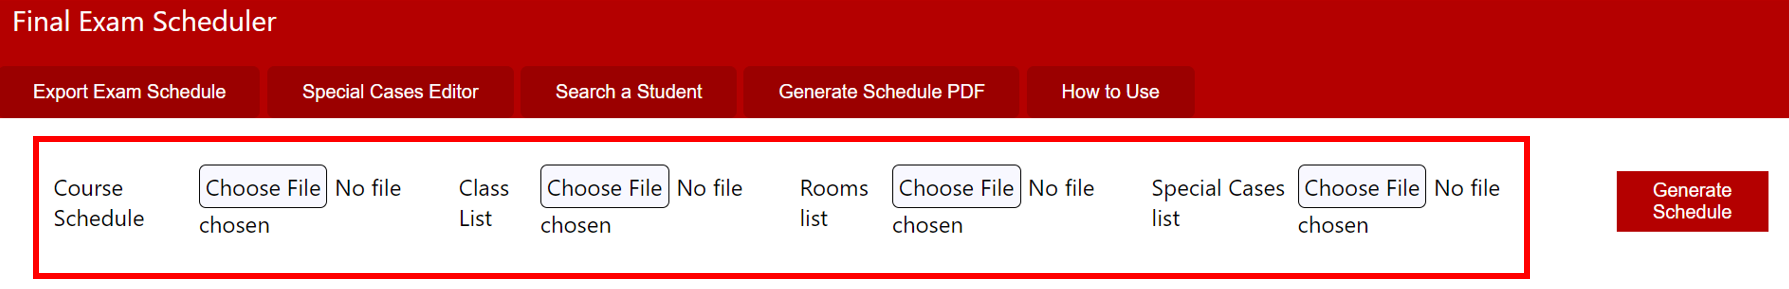 Final Exam Scheduler
Export Exam Schedule Special Cases Editor Search a Student Generate Schedule PDF How to Use
Course Schedule
Choose File No file chosen
Class List
Choose File No file chosen
Rooms list
Choose File No file chosen
Special Cases list
Choose File No file chosen
Generate Schedule